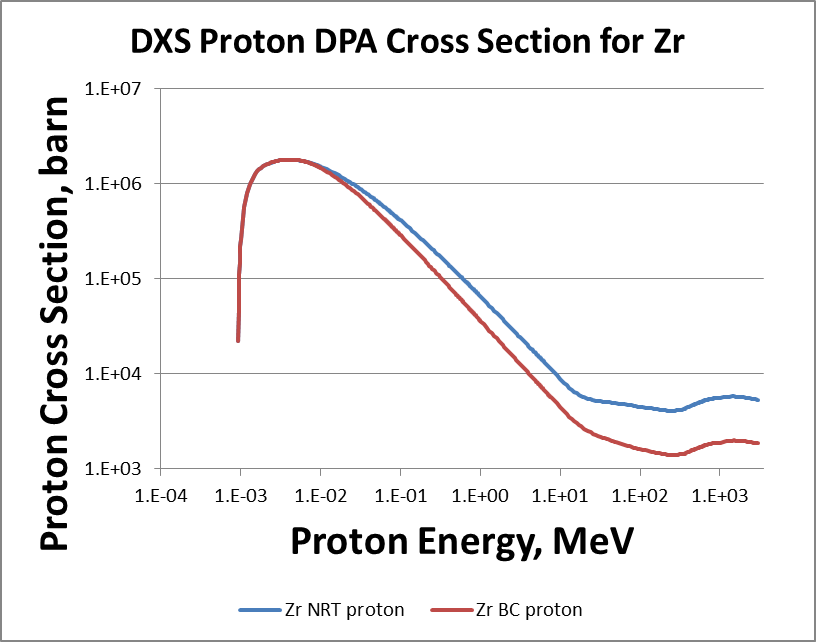 DXS Proton DPA Cross Section for Zr
Proton Cross Section, barn
1.E+07
1.E+06
1.E+05
1.E+04
1.E+03
1.E-04 1.E-03 1.E-02 1.E-01 1.E+00 1.E+01 1.E+02 1.E+03
Proton Energy, MeV
Zr NRT proton Zr BC proton